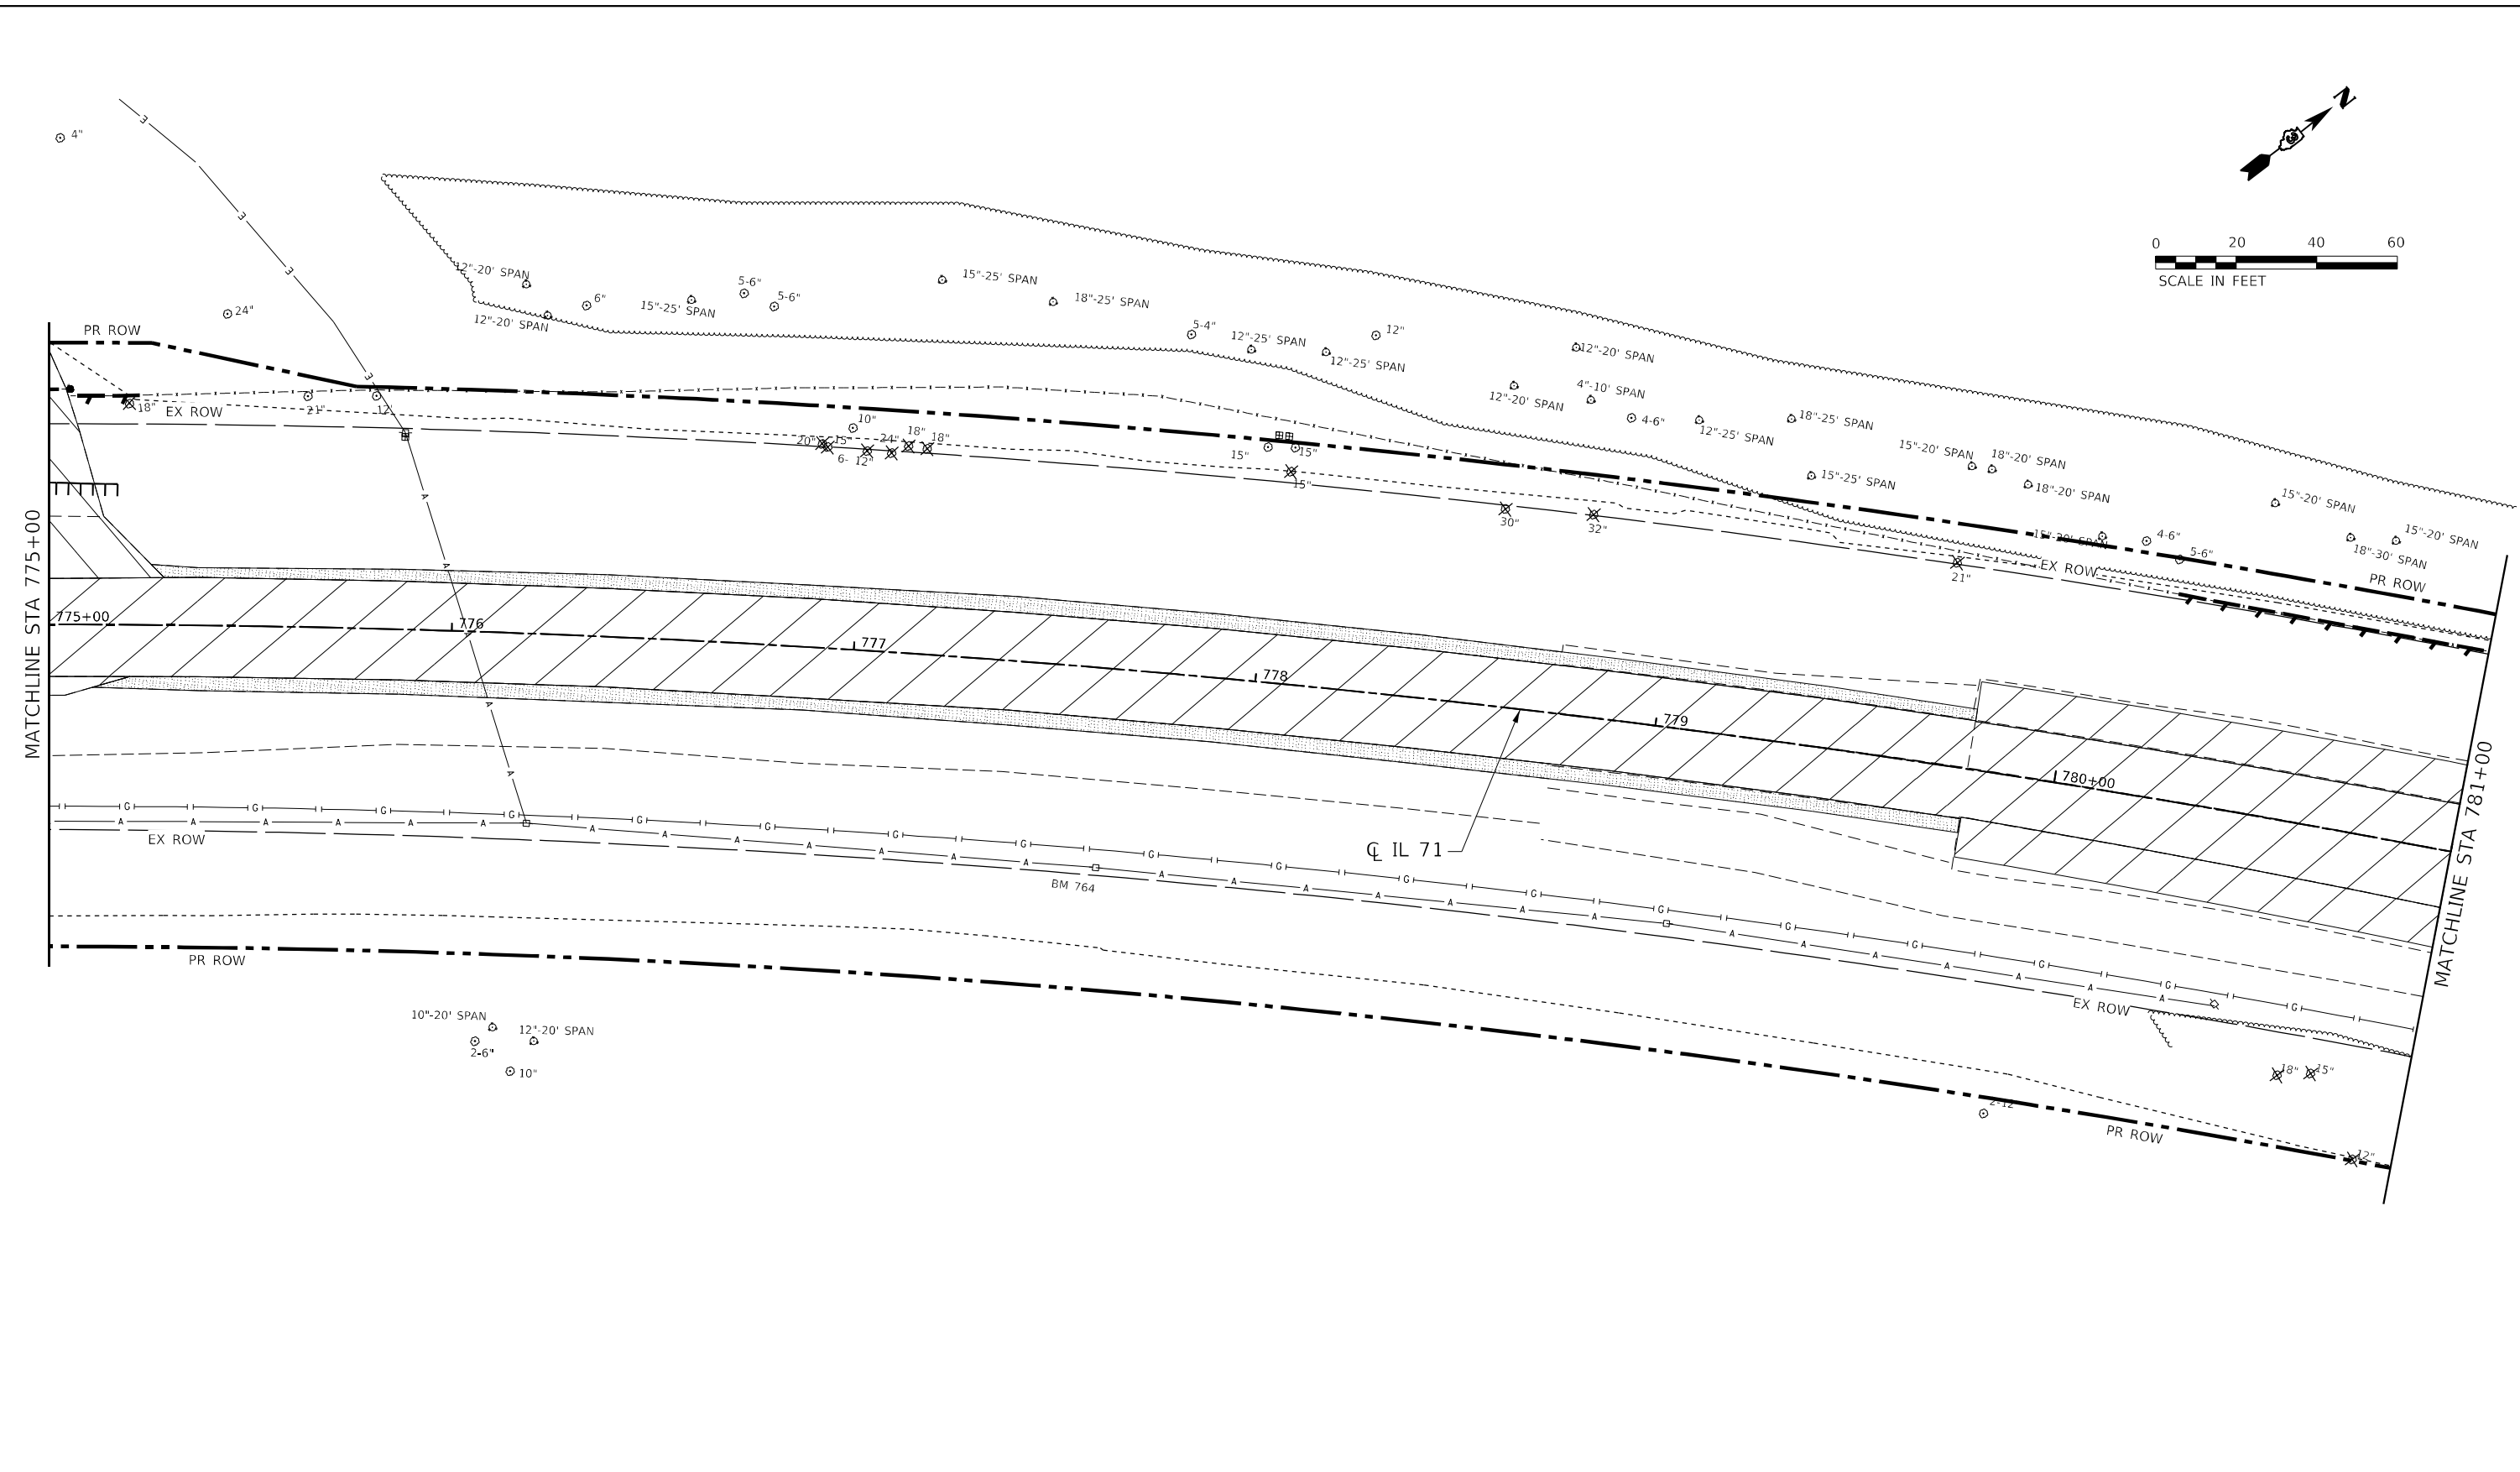 N
0 20 40 60
SCALE IN FEET
4"
3
3
3
3
24"
12"-20' SPAN
12"-20' SPAN
6"
15"-25' SPAN
5-6"
5-6"
15"-25' SPAN
18"-25' SPAN
5-4"
12"-25' SPAN
12"-25' SPAN
12"
12"-20' SPAN
12"-20' SPAN
4"-10' SPAN
4-6"
12"-25' SPAN
18"-25' SPAN
15"-25' SPAN
15"-20' SPAN
18"-20' SPAN
18"-20' SPAN
15"-20' SPAN
4-6"
5-6"
15"-20' SPAN
18"-30' SPAN
15"-20' SPAN
PR ROW
18"
EX ROW
21"
12"
20"
15"
10"
6- 12"
24"
18"
18"
15"
15"
15"
30"
32"
21"
EX ROW
PR ROW
MATCHLINE STA 775+00
775+00
776
777
778
779
780+00
MATCHLINE STA 781+00
A
A
A
A
G G G G G G G G G G G G G G G G G G
A A A A A A A A A A A A A A A A A A A A A A A A A A A A
EX ROW
BM 764
℄ IL 71
EX ROW
PR ROW
10"-20' SPAN
12"-20' SPAN
2-6"
10"
18"
15"
2-12"
PR ROW
12"